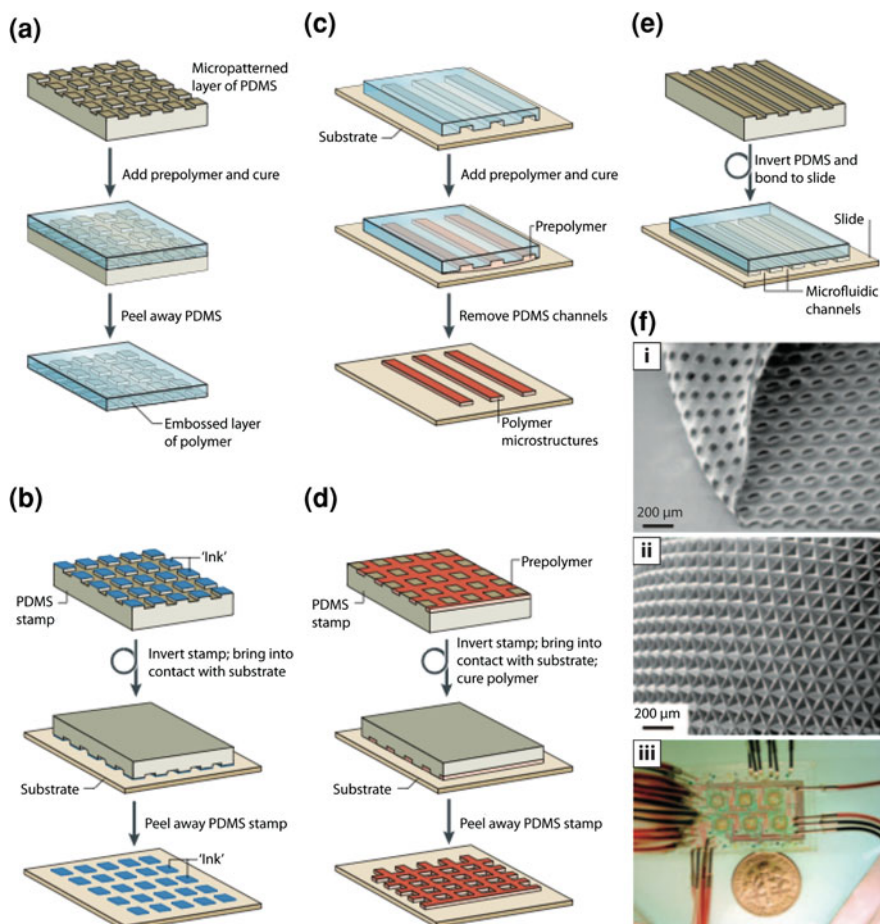 (a)
Micropatterned
layer of PDMS
Add prepolymer and cure
Peel away PDMS
Embossed layer
of polymer
(c)
Substrate
Add prepolymer and cure
Prepolymer
Remove PDMS channels
Polymer
microstructures
(e)
Invert PDMS and
bond to slide
Slide
Microfluidic
channels
(b)
'Ink'
PDMS
stamp
Invert stamp; bring into
contact with substrate
Substrate
Peel away PDMS stamp
'Ink'
(d)
Prepolymer
PDMS
stamp
Invert stamp; bring into
contact with substrate;
cure polymer
Substrate
Peel away PDMS stamp
(f)
i
200 µm
ii
200 µm
iii